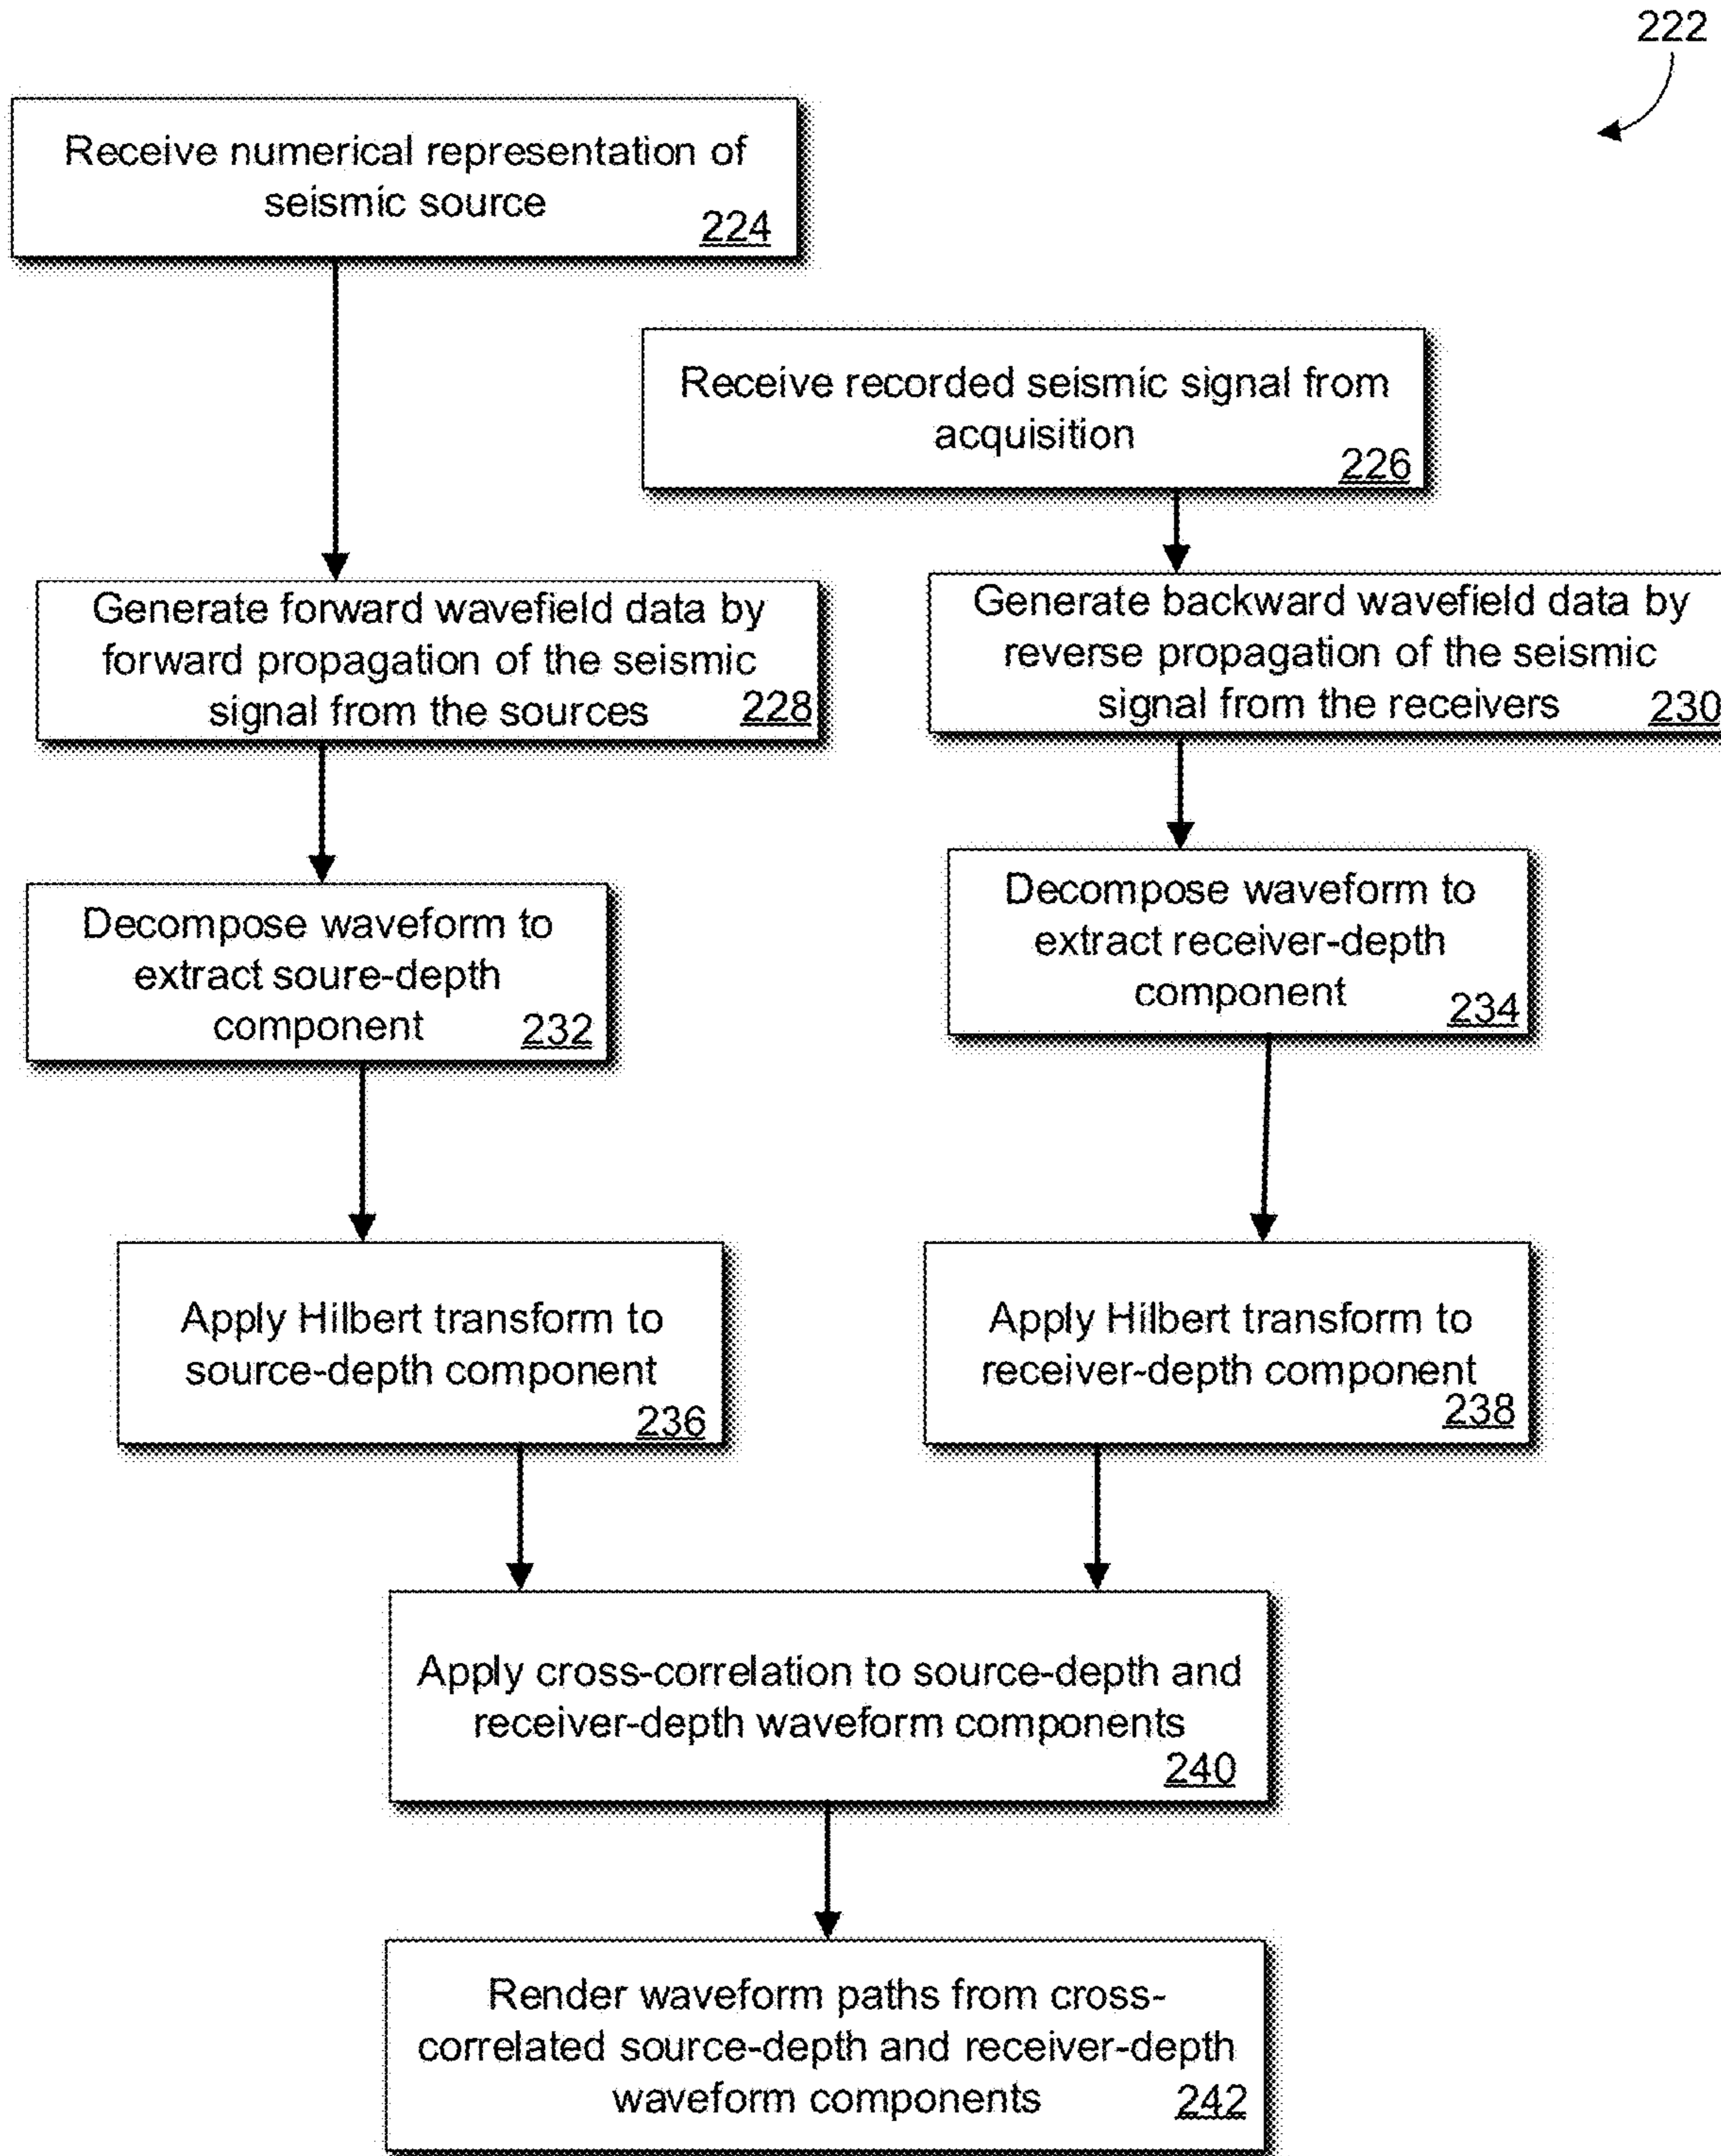 222
Receive numerical representation of
seismic source
224
Receive recorded seismic signal from
acquisition
226
Generate forward wavefield data by
forward propagation of the seismic
signal from the sources
228
Generate backward wavefield data by
reverse propagation of the seismic
signal from the receivers
230
Decompose waveform to
extract soure-depth
component
232
Decompose waveform to
extract receiver-depth
component
234
Apply Hilbert transform to
source-depth component
236
Apply Hilbert transform to
receiver-depth component
238
Apply cross-correlation to source-depth and
receiver-depth waveform components
240
Render waveform paths from cross-
correlated source-depth and receiver-depth
waveform components
242